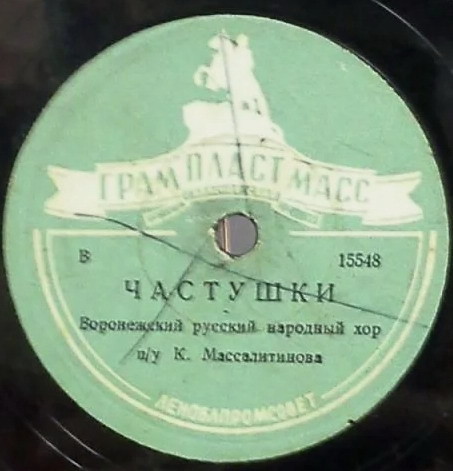 ГРАМПЛАСТМАСС
В 15548
ЧАСТУШКИ
Воронежский русский народный хор
п/у К. Массалитинова
ЛЕНОБЛПРОМСОВЕТ